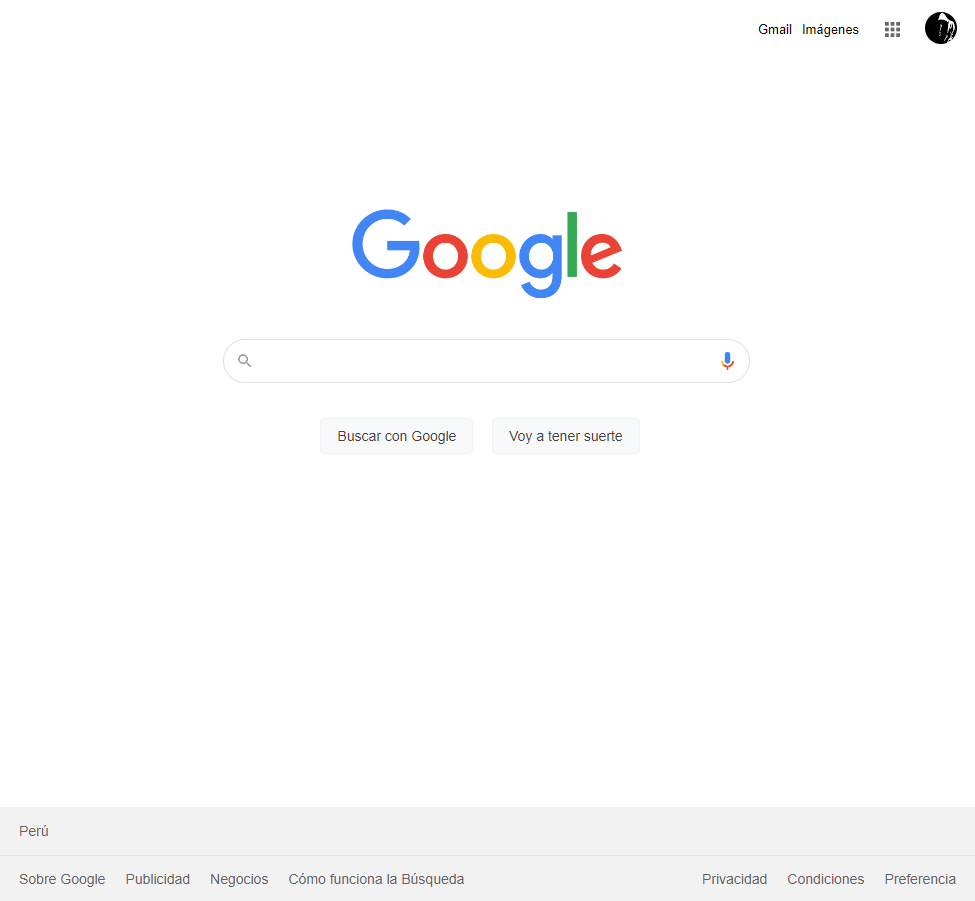 Gmail Imágenes
Google
Buscar con Google Voy a tener suerte
Perú
Sobre Google Publicidad Negocios Cómo funciona la Búsqueda Privacidad Condiciones Preferencia